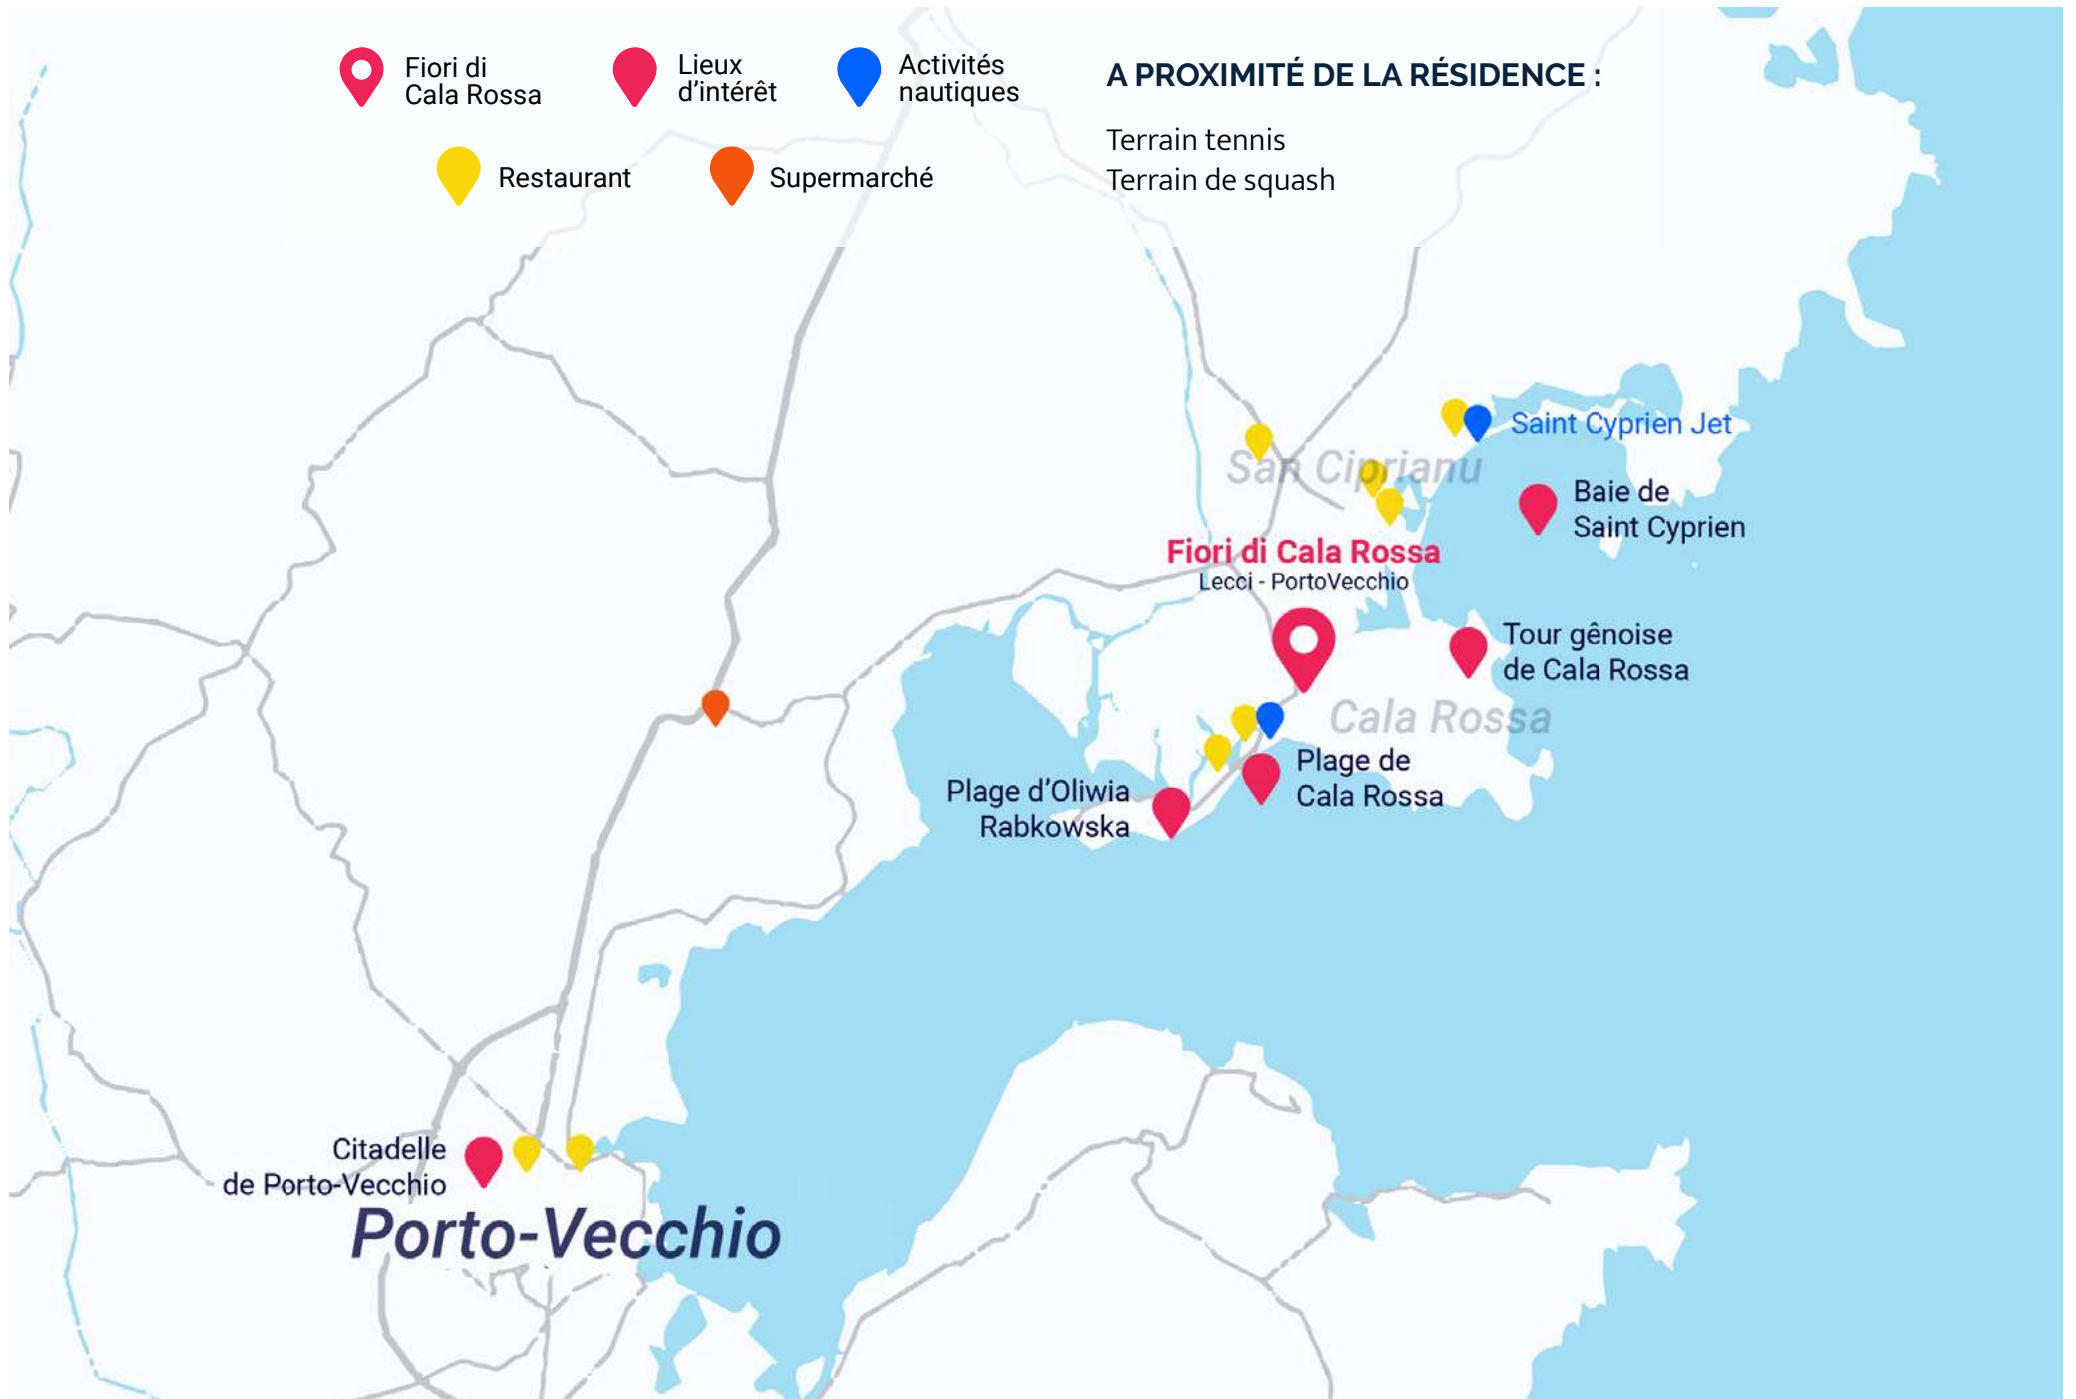 Fiori di
Cala Rossa
Lieux
d'intérêt
Activités
nautiques
Restaurant
Supermarché
A PROXIMITÉ DE LA RÉSIDENCE :
Terrain tennis
Terrain de squash
Saint Cyprien Jet
San Ciprianu
Baie de
Saint Cyprien
Fiori di Cala Rossa
Lecci - PortoVecchio
Tour gênoise
de Cala Rossa
Cala Rossa
Plage de
Cala Rossa
Plage d'Oliwia
Rabkowska
Citadelle
de Porto-Vecchio
Porto-Vecchio